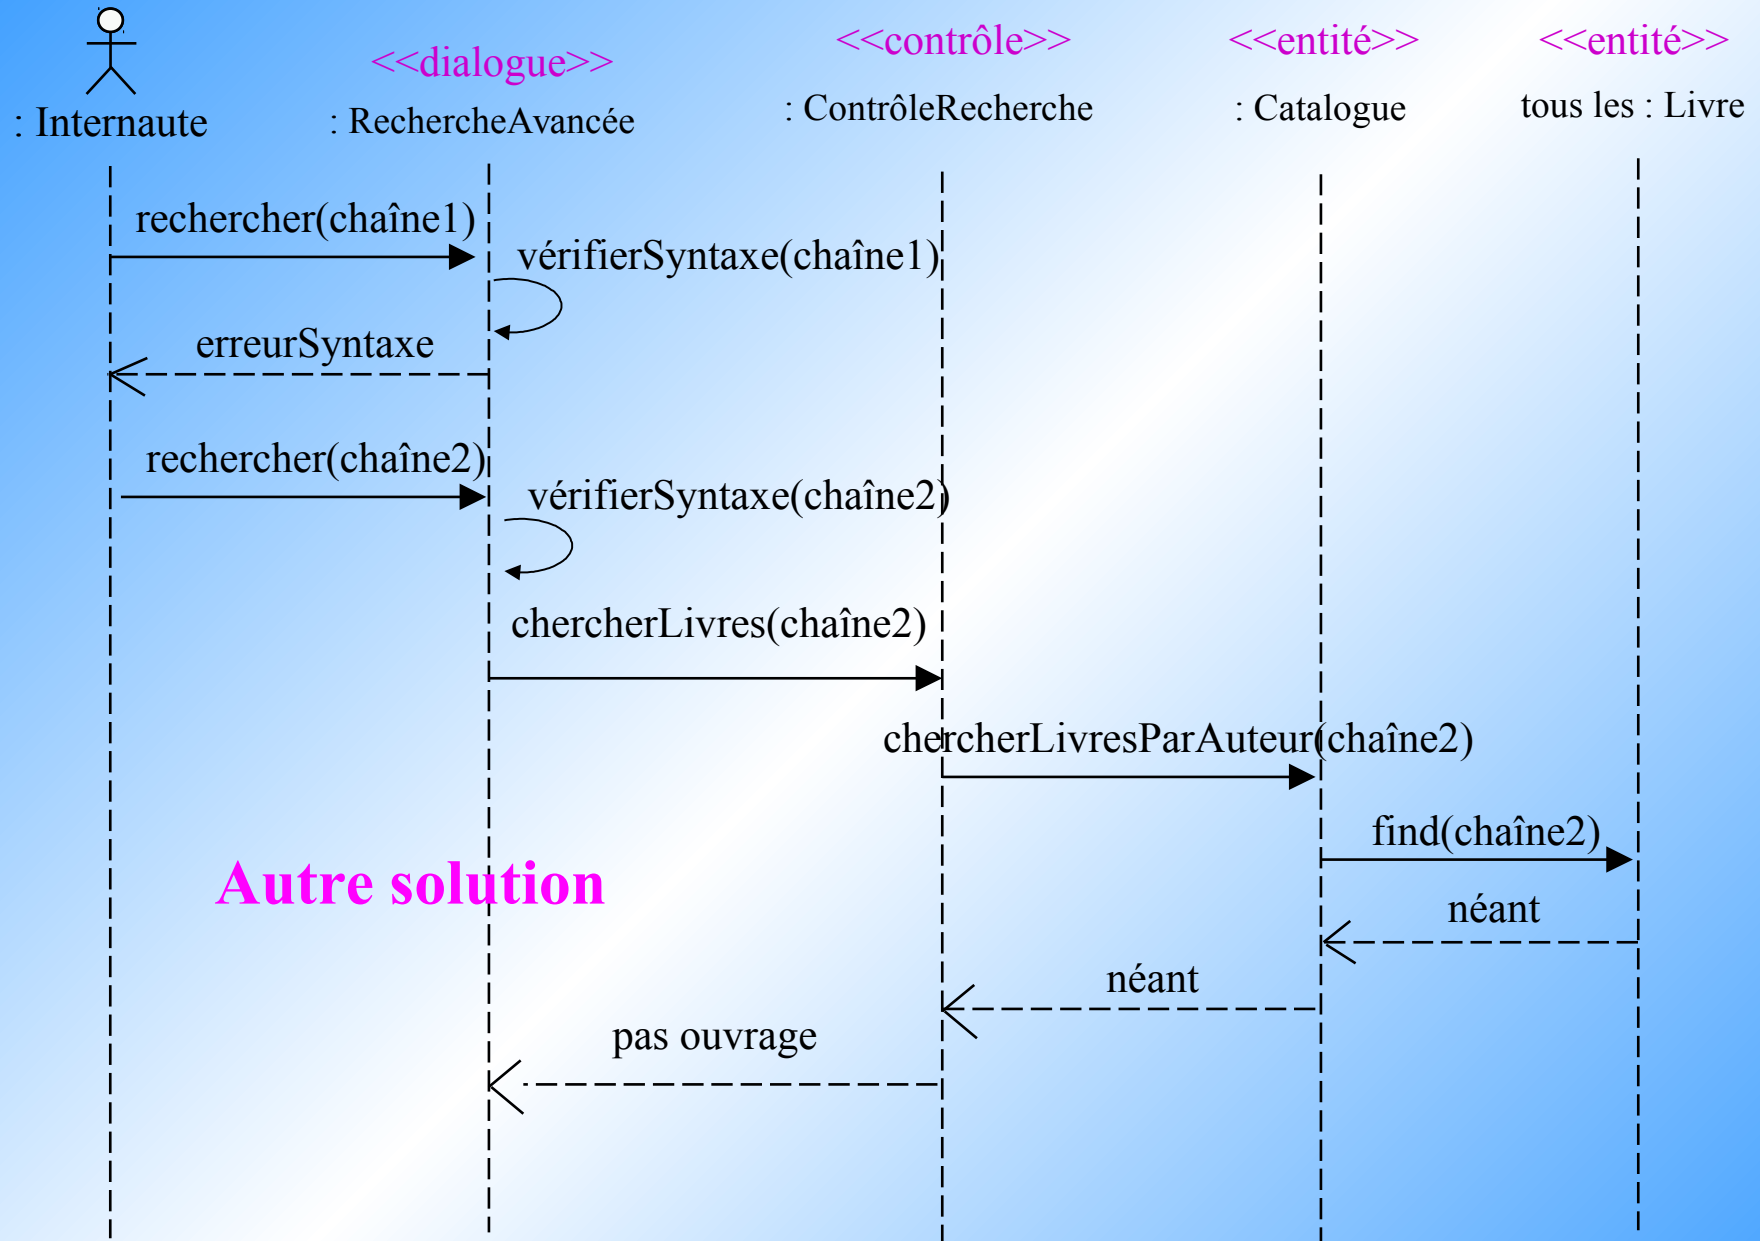 <<dialogue>>
<<contrôle>>
<<entité>>
<<entité>>
: Internaute
: RechercheAvancée
: ContrôleRecherche
: Catalogue
tous les : Livre
rechercher(chaîne1)
vérifierSyntaxe(chaîne1)
erreurSyntaxe
rechercher(chaîne2)
vérifierSyntaxe(chaîne2)
chercherLivres(chaîne2)
chercherLivresParAuteur(chaîne2)
find(chaîne2)
Autre solution
néant
néant
pas ouvrage